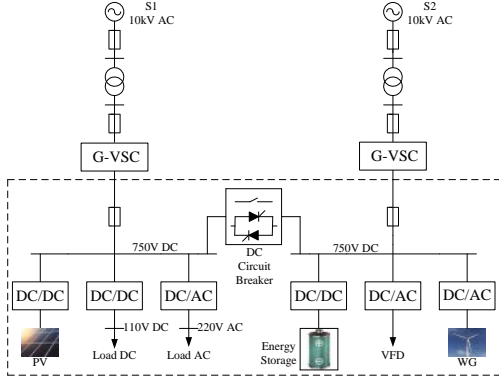 S1
10kV AC
S2
10kV AC
G-VSC
G-VSC
750V DC
DC
Circuit
Breaker
750V DC
DC/DC
DC/DC
DC/AC
DC/DC
DC/AC
DC/AC
110V DC
220V AC
PV
Load DC
Load AC
Energy
Storage
VFD
WG